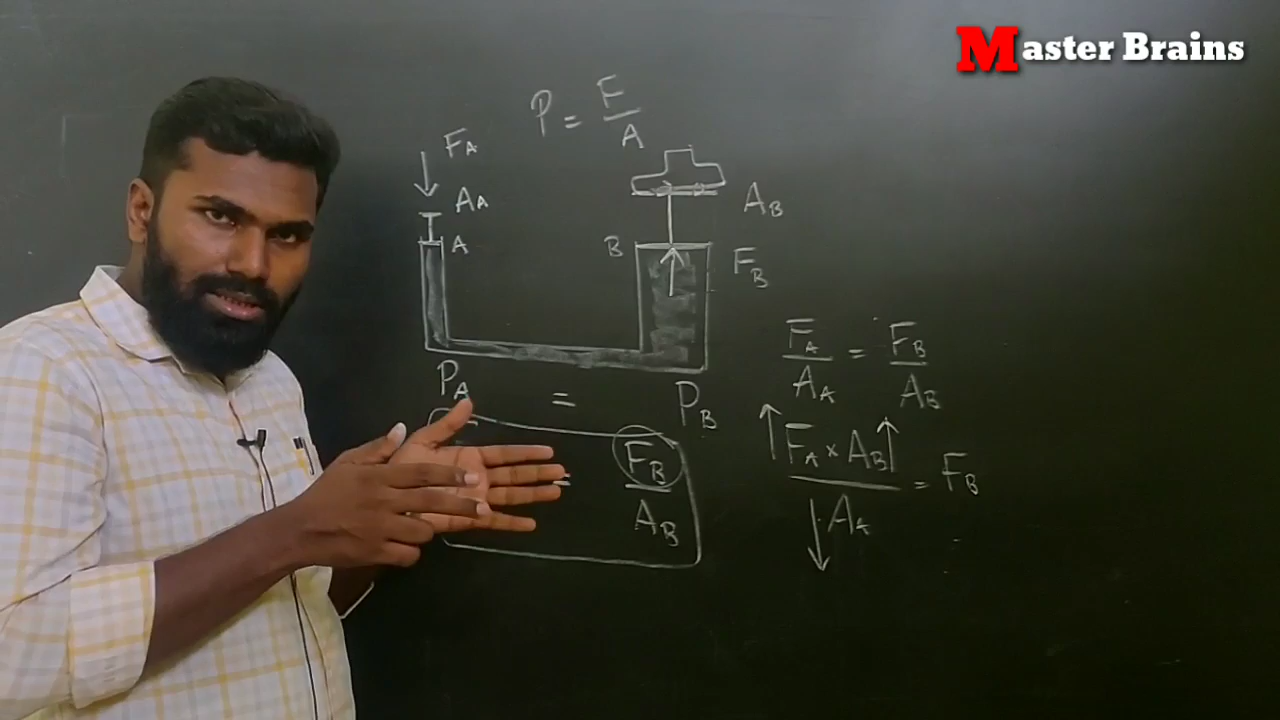 Master Brains
P = F / A
F_A
A_A
A
B
A_B
F_B
P_A = P_B
= F_B / A_B
F_A / A_A = F_B / A_B
F_A × A_B / A_A = F_B